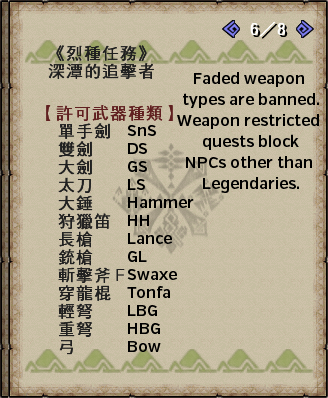 6/8
《烈種任務》
深潭的追擊者
Faded weapon
types are banned.
Weapon restricted
quests block
NPCs other than
Legendaries.
【許可武器種類】
單手劍 SnS
雙劍 DS
大劍 GS
太刀 LS
大錘 Hammer
狩獵笛 HH
長槍 Lance
銃槍 GL
斬擊斧F Swaxe
穿龍棍 Tonfa
輕弩 LBG
重弩 HBG
弓 Bow